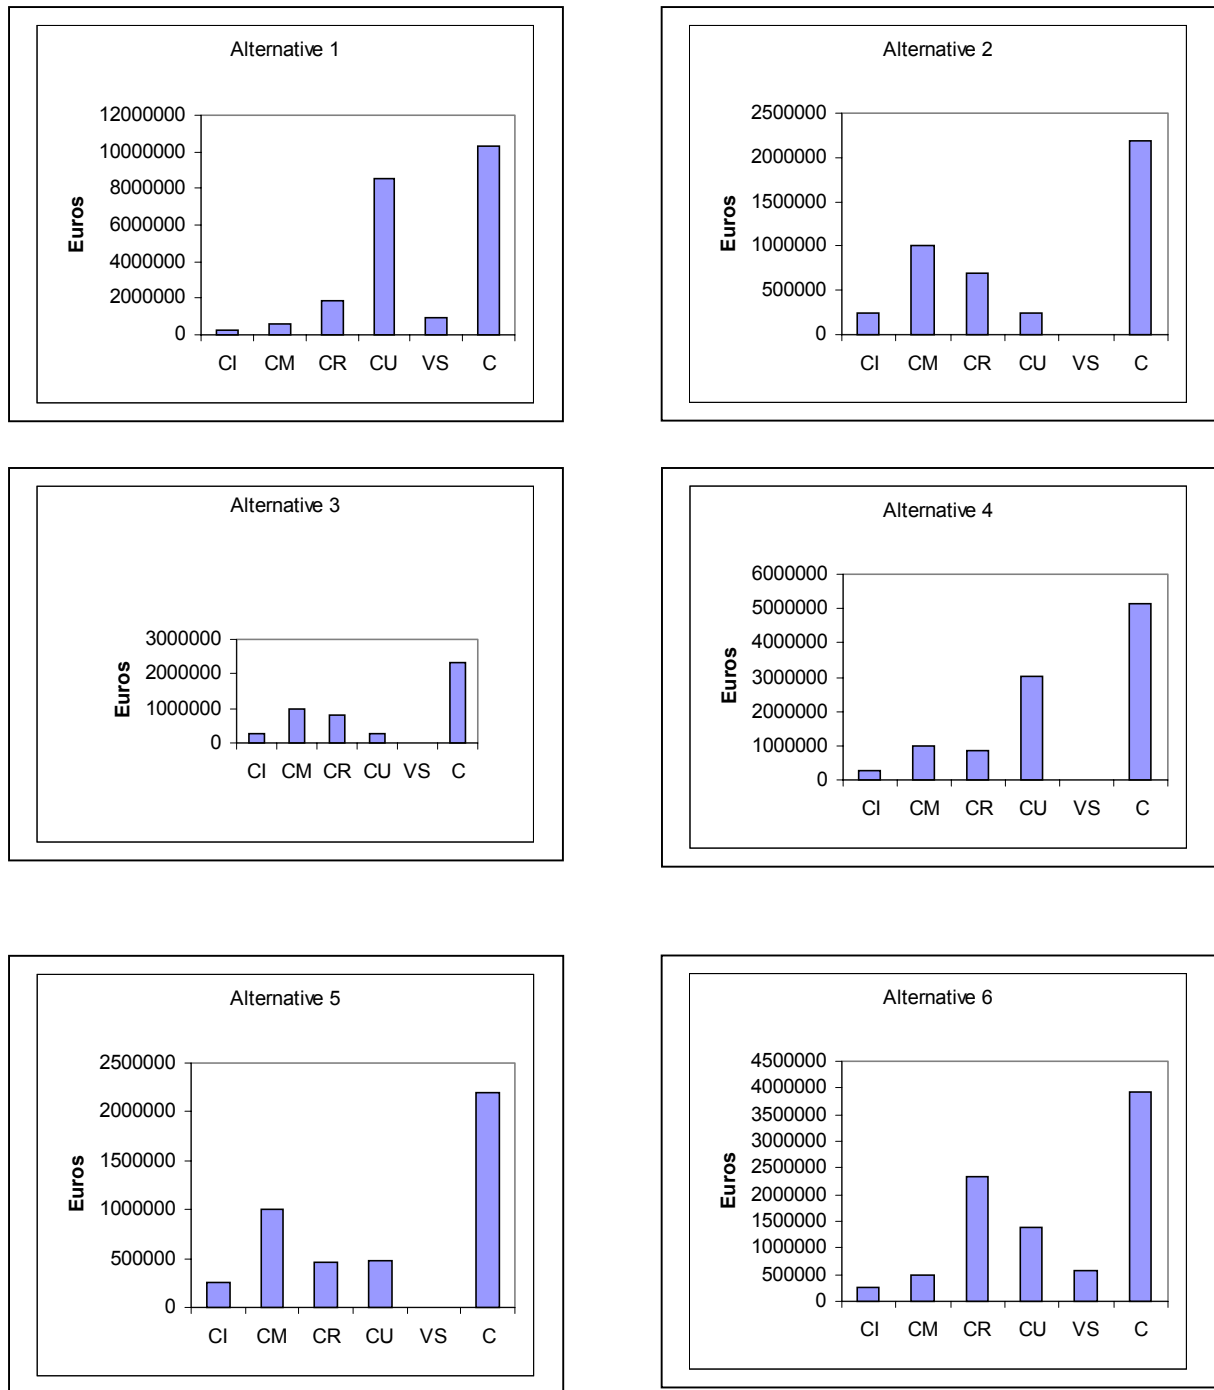 Alternative 1
12000000
10000000
8000000
6000000
4000000
2000000
0
Euros
CI CM CR CU VS C
Alternative 2
2500000
2000000
1500000
1000000
500000
0
Euros
CI CM CR CU VS C
Alternative 3
3000000
2000000
1000000
0
Euros
CI CM CR CU VS C
Alternative 4
6000000
5000000
4000000
3000000
2000000
1000000
0
Euros
CI CM CR CU VS C
Alternative 5
2500000
2000000
1500000
1000000
500000
0
Euros
CI CM CR CU VS C
Alternative 6
4500000
4000000
3500000
3000000
2500000
2000000
1500000
1000000
500000
0
Euros
CI CM CR CU VS C